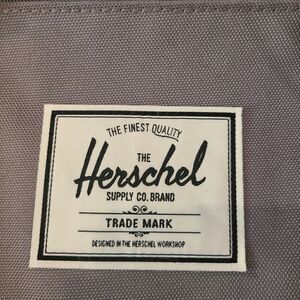 THE FINEST QUALITY
THE
Herschel
SUPPLY CO. BRAND
TRADE MARK
DESIGNED IN THE HERSCHEL WORKSHOP